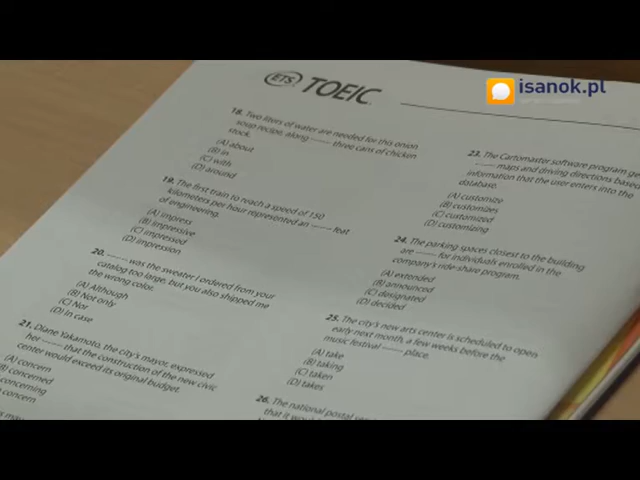 isanok.pl
ETS TOEIC
18. Two litres of water are needed for this onion
soup recipe, along ------- three cans of chicken
stock.
(A) about
(B) in
(C) with
(D) around
19. The first train to reach a speed of 150
kilometers per hour represented an ------- feat
of engineering.
(A) impress
(B) impressive
(C) impressed
(D) impression
20. ------- was the sweater I ordered from your
catalog too large, but you also shipped me
the wrong color.
(A) Although
(B) Not only
(C) Nor
(D) In case
21. Diane Yakamoto, the city's mayor, expressed
her ------- that the construction of the new civic
center would exceed its original budget.
(A) concern
(B) concerned
concerning
concern
23. The Cartomaster software program
------- maps and driving directions
information that the user enters into the
database.
(A) customize
(B) customizes
(C) customized
(D) customizing
24. The parking spaces closest to the building
are ------- for individuals enrolled in the
company's ride-share program.
(A) extended
(B) announced
(C) designated
(D) decided
25. The city's new arts center is scheduled to open
early next month, a few weeks before the
music festival ------- place.
(A) take
(B) taking
(C) taken
(D) takes
26. The national postal
that it